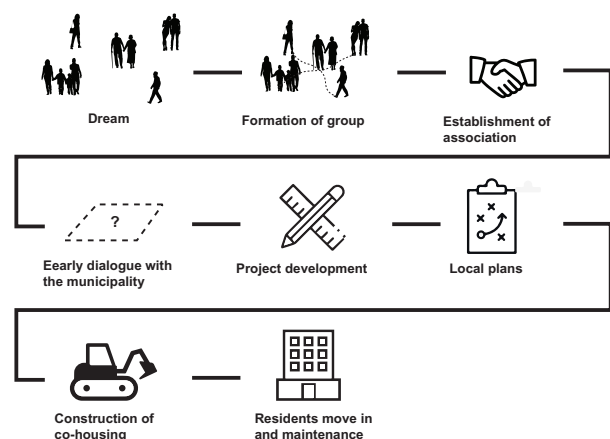 Dream
Formation of group
Establishment of
association
?
Eearly dialogue with
the municipality
Project development
Local plans
Construction of
co-housing
Residents move in
and maintenance